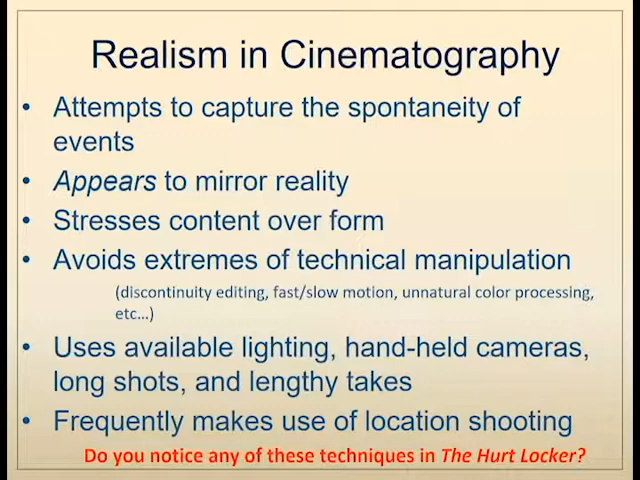 Realism in Cinematography
• Attempts to capture the spontaneity of
events
• Appears to mirror reality
• Stresses content over form
• Avoids extremes of technical manipulation
(discontinuity editing, fast/slow motion, unnatural color processing,
etc...)
• Uses available lighting, hand-held cameras,
long shots, and lengthy takes
• Frequently makes use of location shooting
Do you notice any of these techniques in The Hurt Locker?